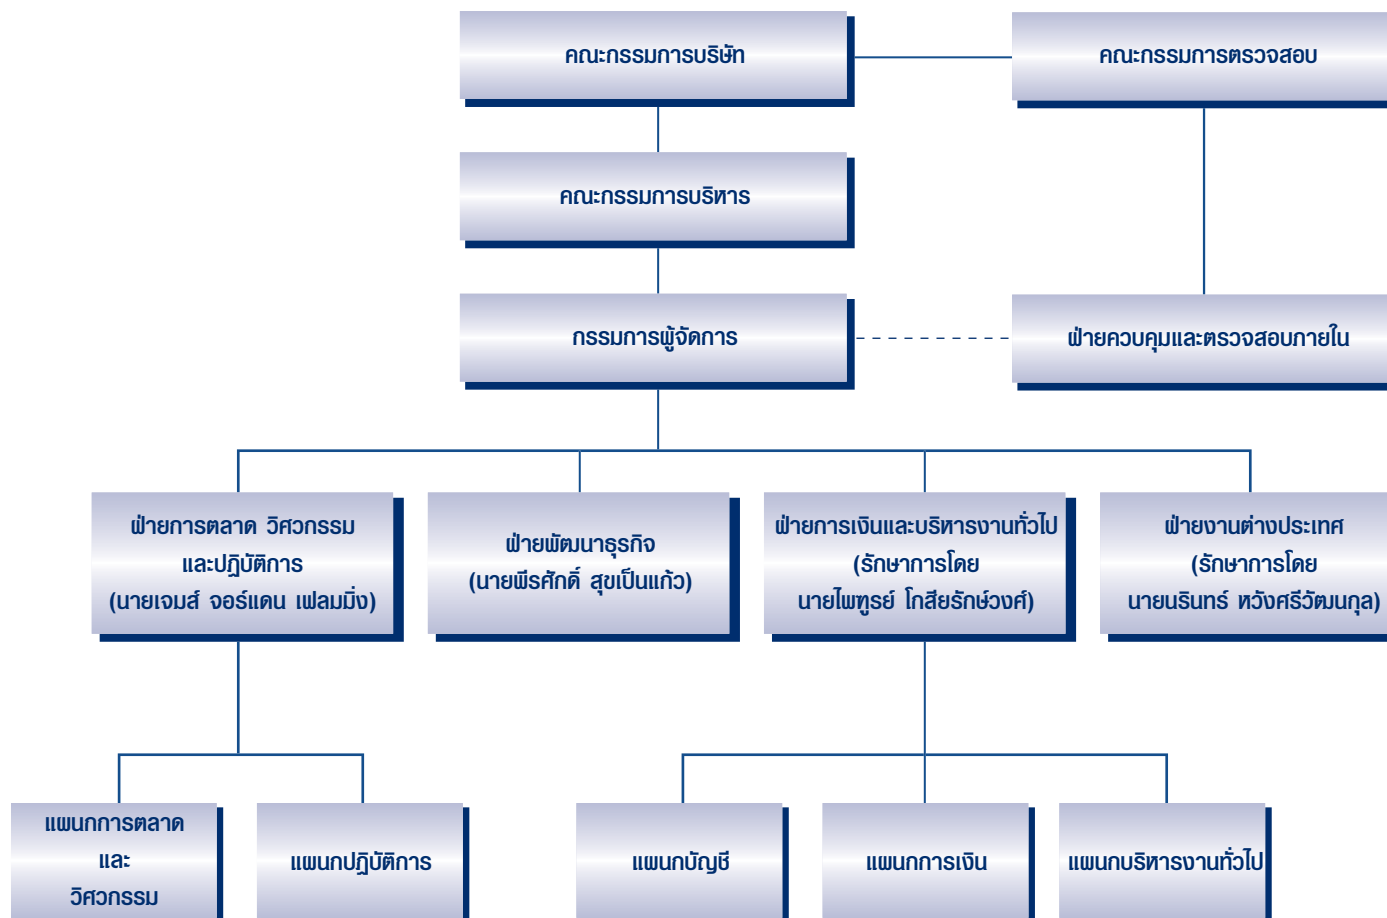 คณะกรรมการบริษัท
คณะกรรมการตรวจสอบ
คณะกรรมการบริหาร
กรรมการผู้จัดการ
ฝ่ายควบคุมและตรวจสอบภายใน
ฝ่ายการตลาด วิศวกรรม
และปฏิบัติการ
(นายเจมส์ จอร์แดน เฟลมมิ่ง)
ฝ่ายพัฒนาธุรกิจ
(นายพีรศักดิ์ สุขเป็นแก้ว)
ฝ่ายการเงินและบริหารงานทั่วไป
(รักษาการโดย
นายไพฑูรย์ โกสียรักษ์วงศ์)
ฝ่ายงานต่างประเทศ
(รักษาการโดย
นายนรินทร์ หวังศรีวัฒนกุล)
แผนกการตลาด
และ
วิศวกรรม
แผนกปฏิบัติการ
แผนกบัญชี
แผนกการเงิน
แผนกบริหารงานทั่วไป